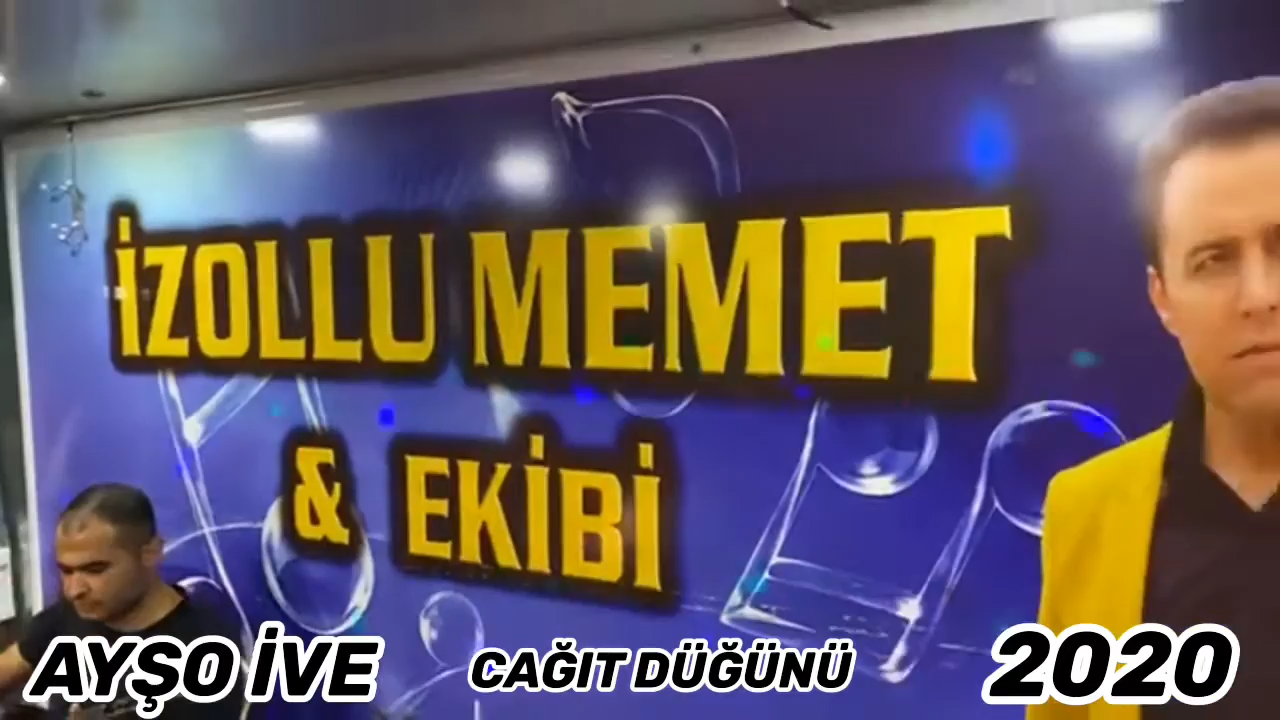 İZOLLU MEMET
& EKİBİ
AYŞO İVE
CAĞIT DÜĞÜNÜ
2020